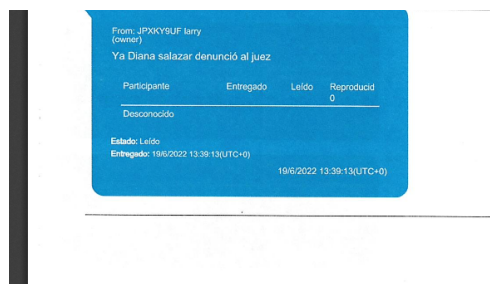 From: JPXKY9UF larry
(owner)
Ya Diana salazar denunció al juez
Participante Entregado Leído Reproducid
0
Desconocido
Estado: Leído
Entregado: 19/6/2022 13:39:13(UTC+0)
19/6/2022 13:39:13(UTC+0)